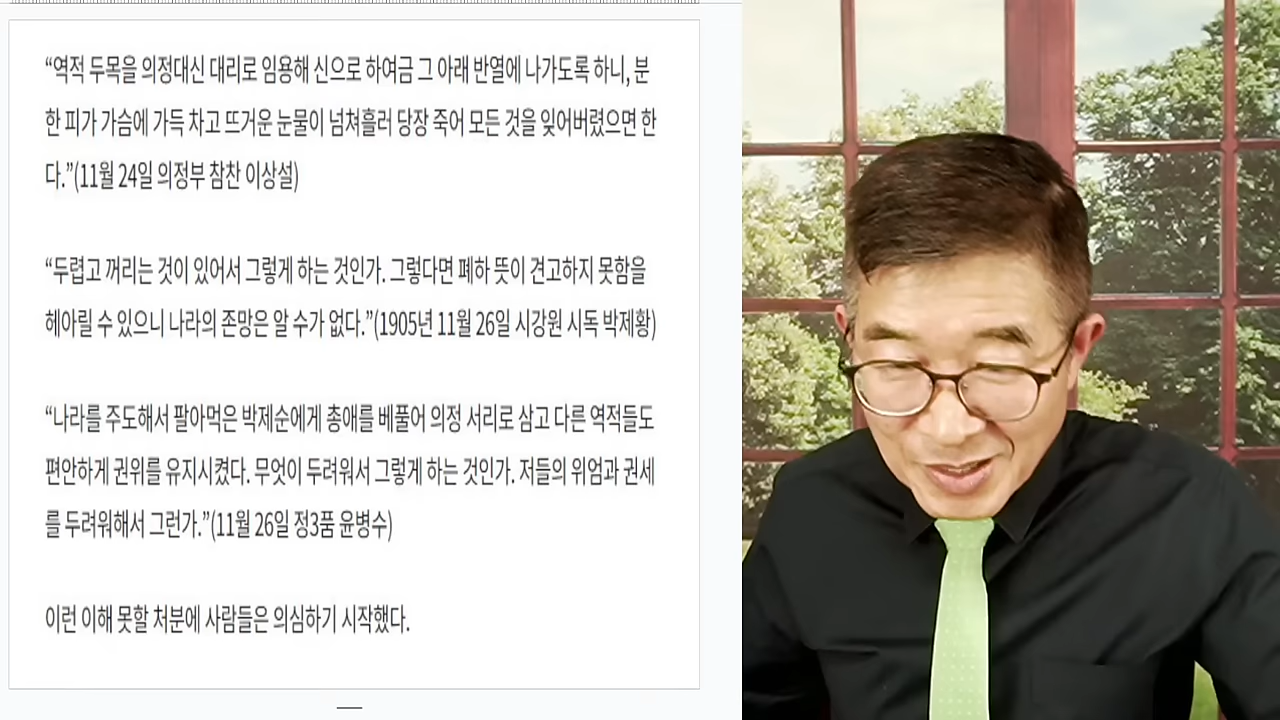 “역적 두목을 의정대신 대리로 임용해 신으로 하여금 그 아래 반열에 나가도록 하니, 분
한 피가 가슴에 가득 차고 뜨거운 눈물이 넘쳐흘러 당장 죽어 모든 것을 잊어버렸으면 한
다.”(11월 24일 의정부 참찬 이상설)
“두렵고 꺼리는 것이 있어서 그렇게 하는 것인가. 그렇다면 폐하 뜻이 견고하지 못함을
헤아릴 수 있으니 나라의 존망은 알 수가 없다.”(1905년 11월 26일 시강원 시독 박제황)
“나라를 주도해서 팔아먹은 박제순에게 총애를 베풀어 의정 서리로 삼고 다른 역적들도
편안하게 권위를 유지시켰다. 무엇이 두려워서 그렇게 하는 것인가. 저들의 위엄과 권세
를 두려워해서 그런가.”(11월 26일 정3품 윤병수)
이런 이해 못할 처분에 사람들은 의심하기 시작했다.